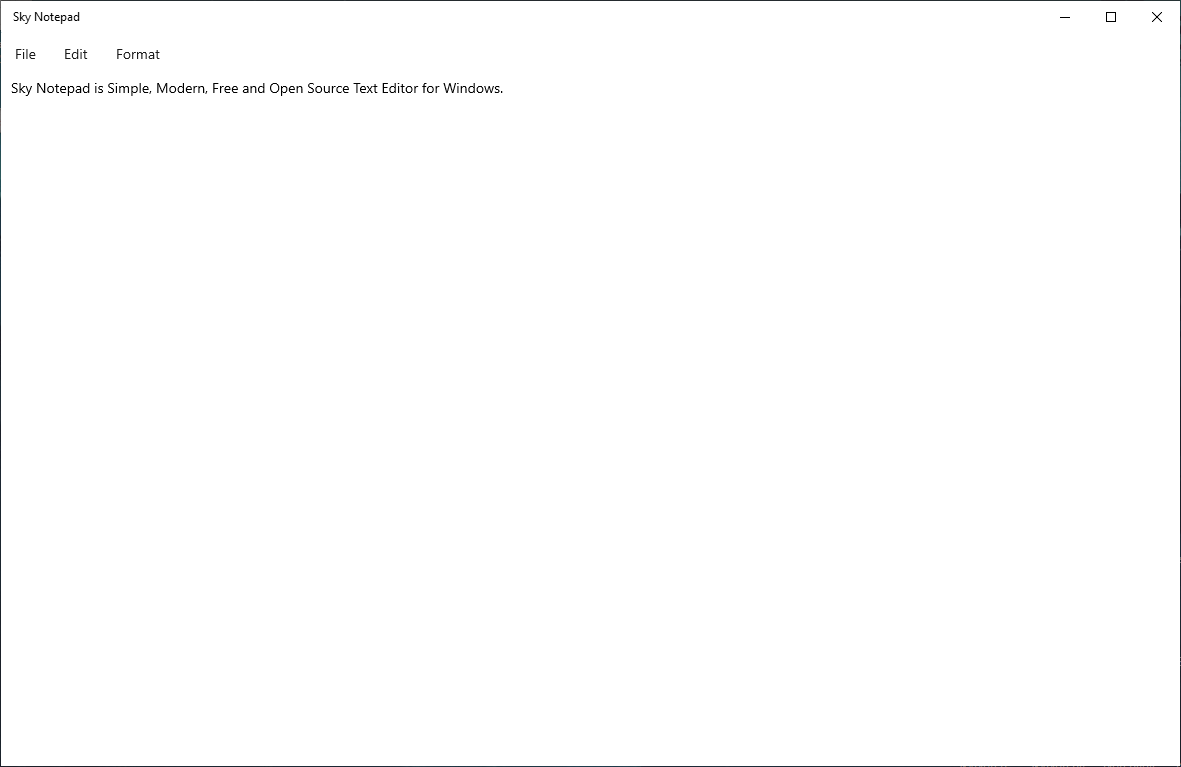 Sky Notepad
File Edit Format
Sky Notepad is Simple, Modern, Free and Open Source Text Editor for Windows.